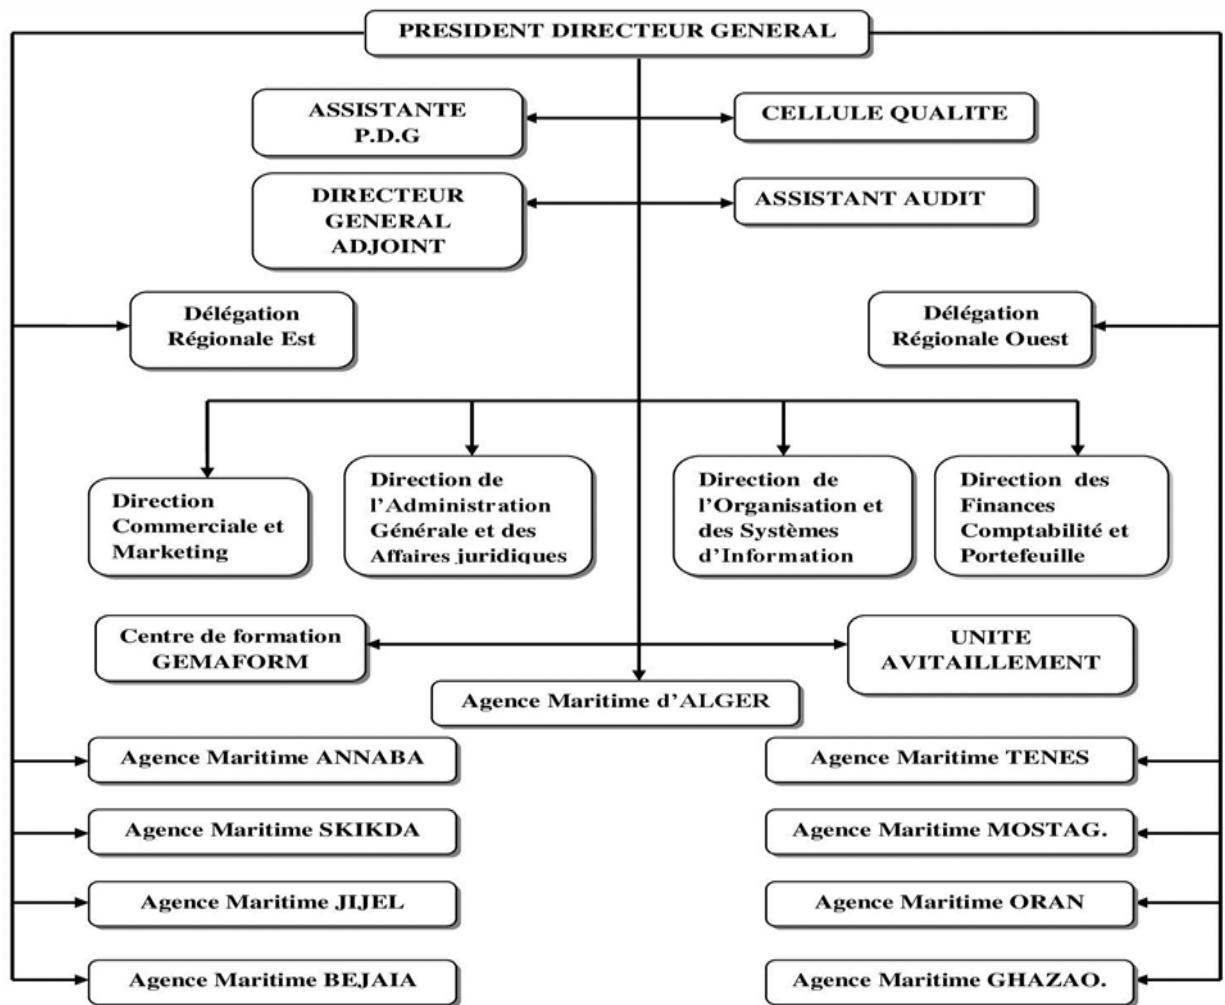 PRESIDENT DIRECTEUR GENERAL
ASSISTANTE
P.D.G
CELLULE QUALITE
DIRECTEUR
GENERAL
ADJOINT
ASSISTANT AUDIT
Délégation
Régionale Est
Délégation
Régionale Ouest
Direction
Commerciale et
Marketing
Direction de
l'Administration
Générale et des
Affaires juridiques
Direction de
l'Organisation et
des Systèmes
d'Information
Direction des
Finances
Comptabilité et
Portefeuille
Centre de formation
GEMAFORM
UNITE
AVITAILLEMENT
Agence Maritime d'ALGER
Agence Maritime ANNABA
Agence Maritime TENES
Agence Maritime SKIKDA
Agence Maritime MOSTAG.
Agence Maritime JIJEL
Agence Maritime ORAN
Agence Maritime BEJAIA
Agence Maritime GHAZAO.